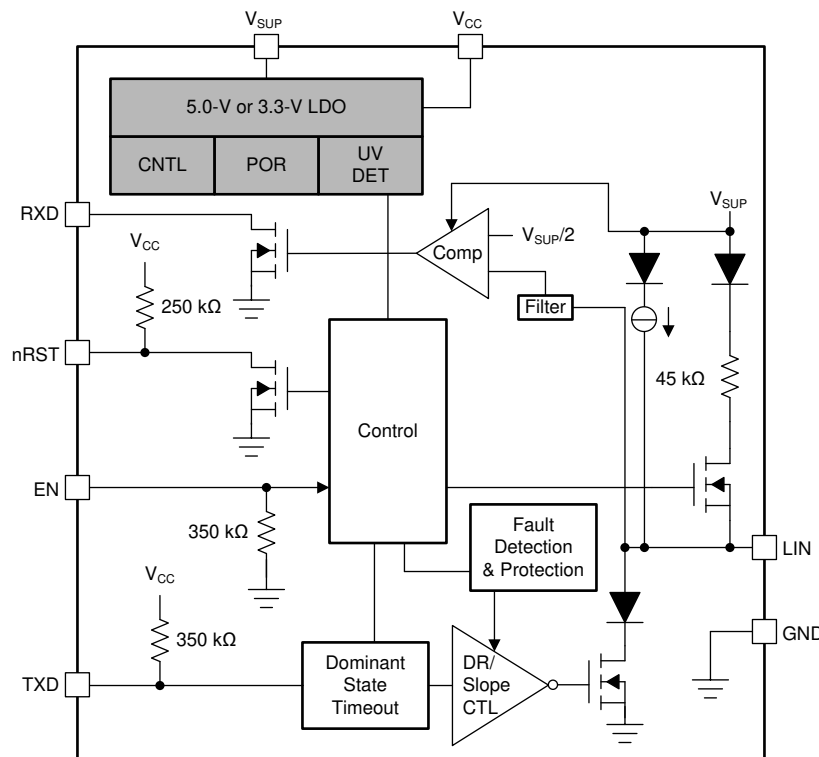 VSUP
VCC
5.0-V or 3.3-V LDO
CNTL
POR
UV
DET
RXD
VCC
250 kΩ
Comp
VSUP/2
VSUP
Filter
nRST
45 kΩ
Control
EN
350 kΩ
Fault
Detection
& Protection
LIN
VCC
350 kΩ
GND
TXD
Dominant
State
Timeout
DR/
Slope
CTL